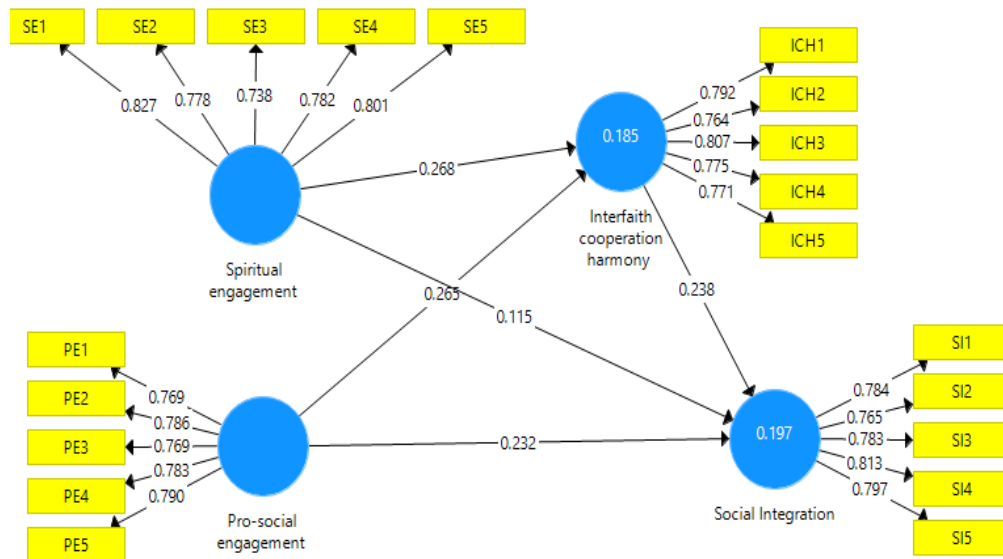 SE1
SE2
SE3
SE4
SE5
0.827
0.778
0.738
0.782
0.801
Spiritual
engagement
ICH1
ICH2
ICH3
ICH4
ICH5
0.792
0.764
0.807
0.775
0.771
0.185
Interfaith
cooperation
harmony
0.268
0.265
0.115
0.238
0.232
PE1
PE2
PE3
PE4
PE5
0.769
0.786
0.769
0.783
0.790
Pro-social
engagement
SI1
SI2
SI3
SI4
SI5
0.784
0.765
0.783
0.813
0.797
0.197
Social Integration